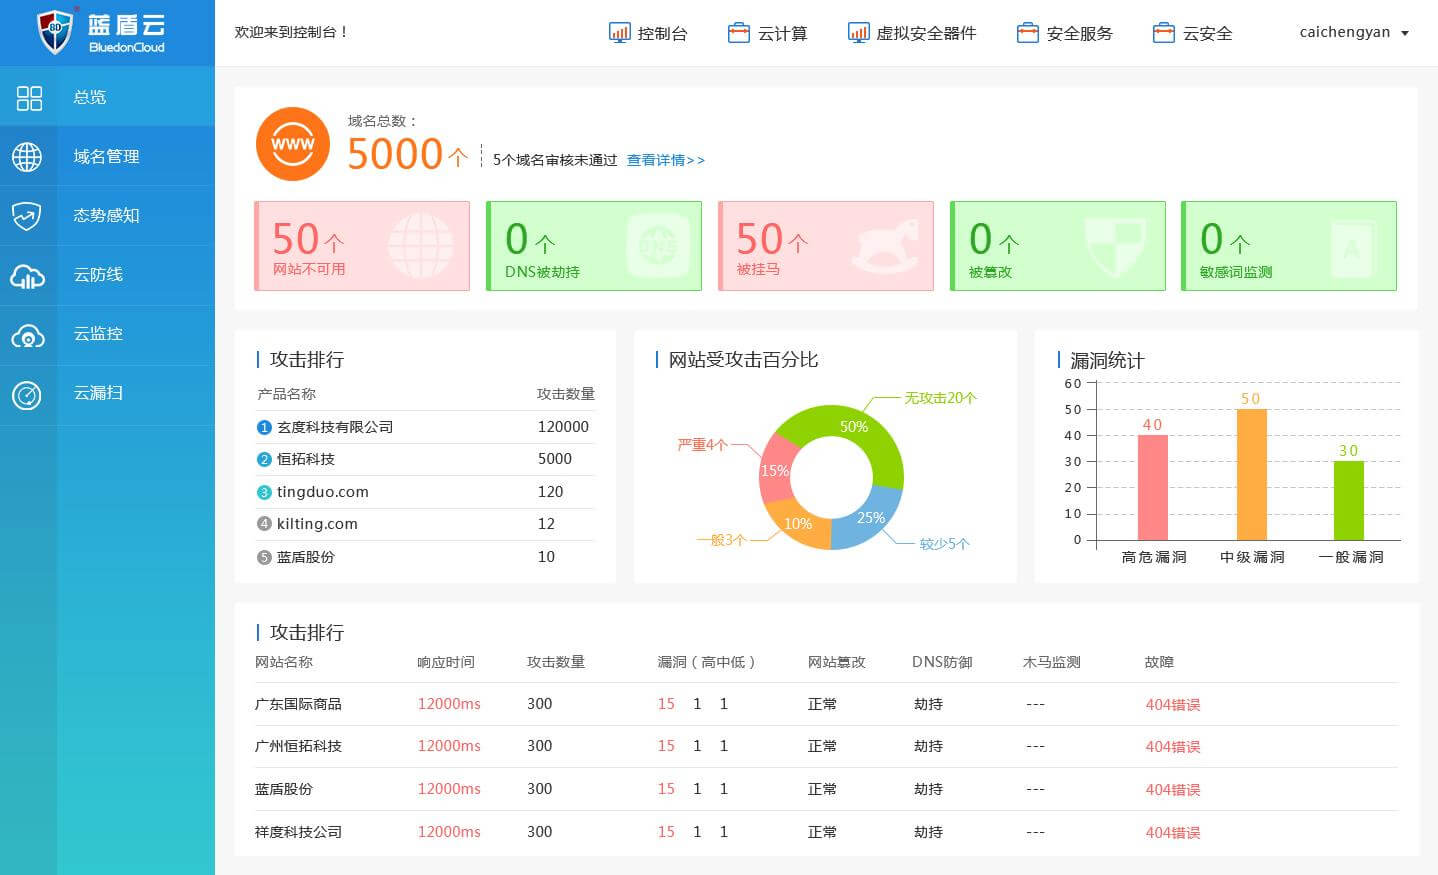 蓝盾云
BluedonCloud
欢迎来到控制台！
控制台 云计算 虚拟安全器件 安全服务 云安全
caichengyan
总览
域名管理
态势感知
云防线
云监控
云漏扫
WWW
域名总数：
5000个
5个域名审核未通过 查看详情>>
50个
网站不可用
0个
DNS被劫持
DNS
50个
被挂马
0个
被篡改
0个
敏感词监测
A
攻击排行
产品名称 攻击数量
1 玄度科技有限公司 120000
2 恒拓科技 5000
3 tingduo.com 120
4 kilting.com 12
5 蓝盾股份 10
网站受攻击百分比
无攻击20个
50%
严重4个
15%
10%
25%
一般3个
较少5个
漏洞统计
60
50
40
30
20
10
0
40
50
30
高危漏洞 中级漏洞 一般漏洞
攻击排行
网站名称 响应时间 攻击数量 漏洞（高中低） 网站篡改 DNS防御 木马监测 故障
广东国际商品 12000ms 300 15 1 1 正常 劫持 --- 404错误
广州恒拓科技 12000ms 300 15 1 1 正常 劫持 --- 404错误
蓝盾股份 12000ms 300 15 1 1 正常 劫持 --- 404错误
祥度科技公司 12000ms 300 15 1 1 正常 劫持 --- 404错误